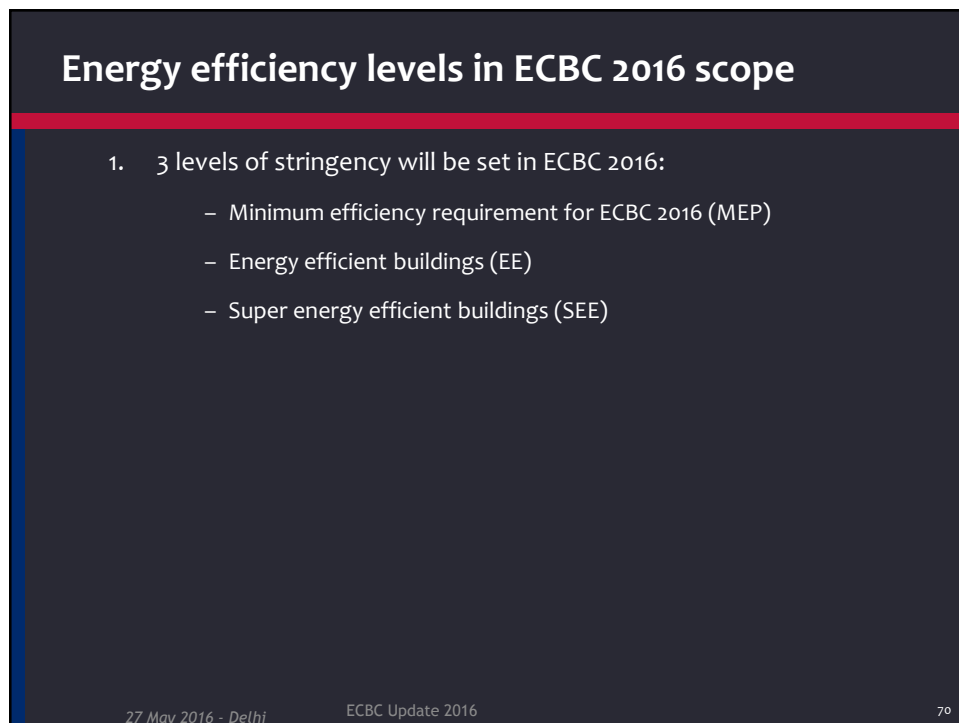 Energy efficiency levels in ECBC 2016 scope
1. 3 levels of stringency will be set in ECBC 2016:
– Minimum efficiency requirement for ECBC 2016 (MEP)
– Energy efficient buildings (EE)
– Super energy efficient buildings (SEE)
27 May 2016 - Delhi ECBC Update 2016 70